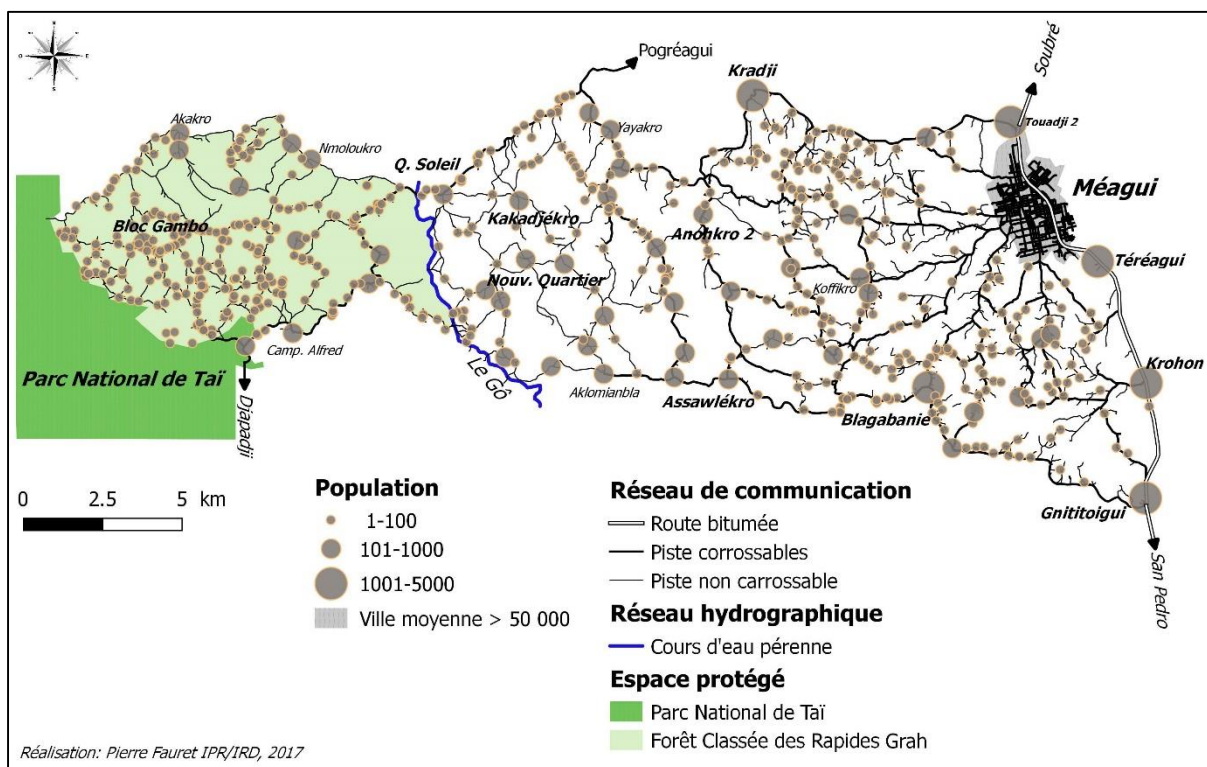 Pogréagui
Kradji
Soubré
Akakro
Yayakro
Touadji 2
Nmoloukro
Q. Soleil
Méagui
Kakadjékro
Bloc Gambo
Anohkro 2
Téréagui
Nouv. Quartier
Koffikro
Camp. Alfred
Le Gô
Parc National de Taï
Aklomianbla
Krohon
Assawlékro
Blagabanie
Djapadji
Gnititoigui
San Pedro
0 2.5 5 km
Population
1-100
101-1000
1001-5000
Ville moyenne > 50 000
Réseau de communication
Route bitumée
Piste corrossables
Piste non carrossable
Réseau hydrographique
Cours d'eau pérenne
Espace protégé
Parc National de Taï
Forêt Classée des Rapides Grah
Réalisation: Pierre Fauret IPR/IRD, 2017